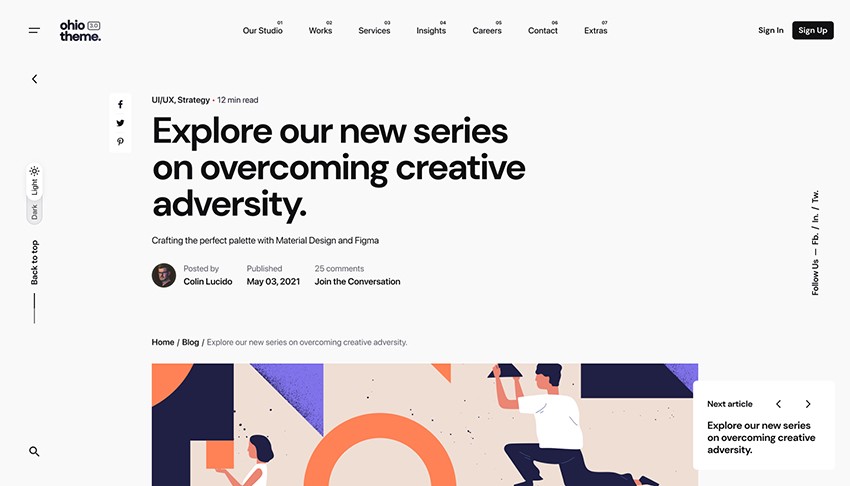 ohio 3.0
theme.
01 02 03 04 05 06 07
Our Studio Works Services Insights Careers Contact Extras
Sign In Sign Up
UI/UX, Strategy • 12 min read
Explore our new series
on overcoming creative
adversity.
Crafting the perfect palette with Material Design and Figma
Posted by Published 25 comments
Colin Lucido May 03, 2021 Join the Conversation
Light
Dark
Back to top
Follow Us — Fb. / In. / Tw.
Home / Blog / Explore our new series on overcoming creative adversity.
Next article
Explore our new series
on overcoming creative
adversity.